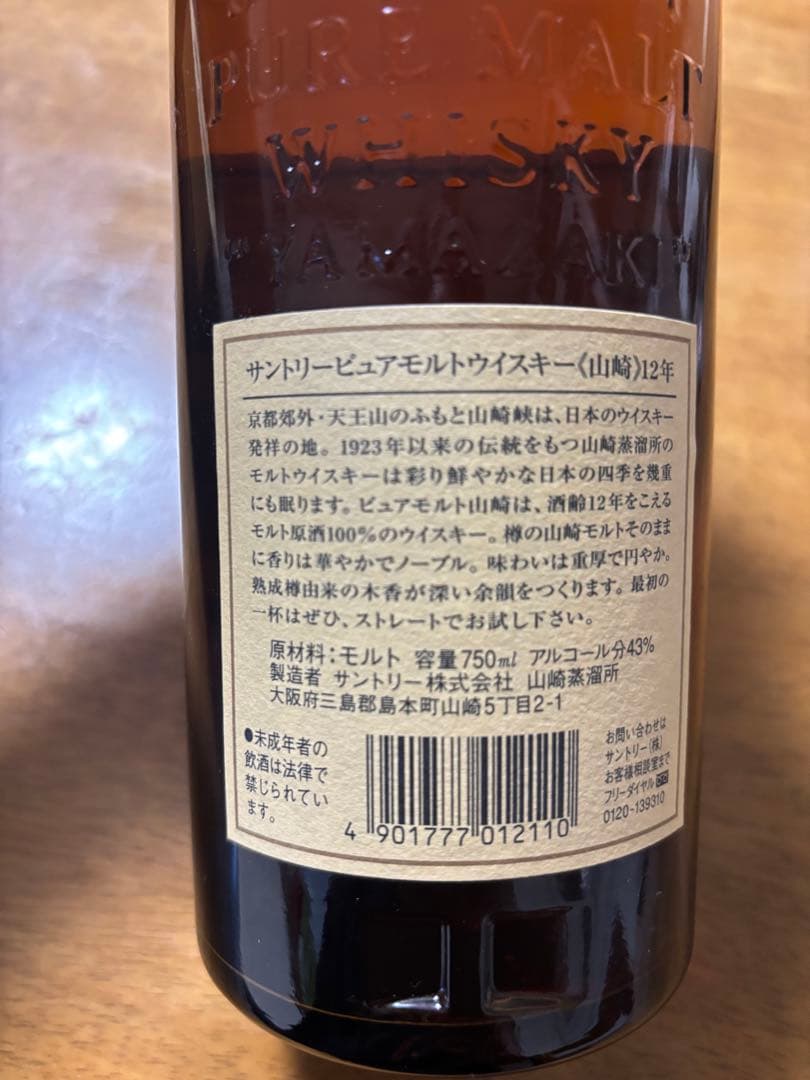 PURE MALT
WHISKY
"YAMAZAKI"
サントリーピュアモルトウイスキー《山崎》12年
京都郊外・天王山のふもと山崎峡は、日本のウイスキー
発祥の地。1923年以来の伝統をもつ山崎蒸溜所の
モルトウイスキーは彩り鮮やかな日本の四季を幾重
にも眠ります。ピュアモルト山崎は、酒齢12年をこえる
モルト原酒100%のウイスキー。樽の山崎モルトそのまま
に香りは華やかでノーブル。味わいは重厚で円やか。
熟成樽由来の木香が深い余韻をつくります。最初の
一杯はぜひ、ストレートでお試し下さい。
原材料:モルト 容量750ml アルコール分43%
製造者 サントリー株式会社 山崎蒸溜所
大阪府三島郡島本町山崎5丁目2-1
●未成年者の
飲酒は法律で
禁じられてい
ます。
4 901777 012110
お問い合わせは
サントリー(株)
お客様相談室まで
フリーダイヤル
0120-139310